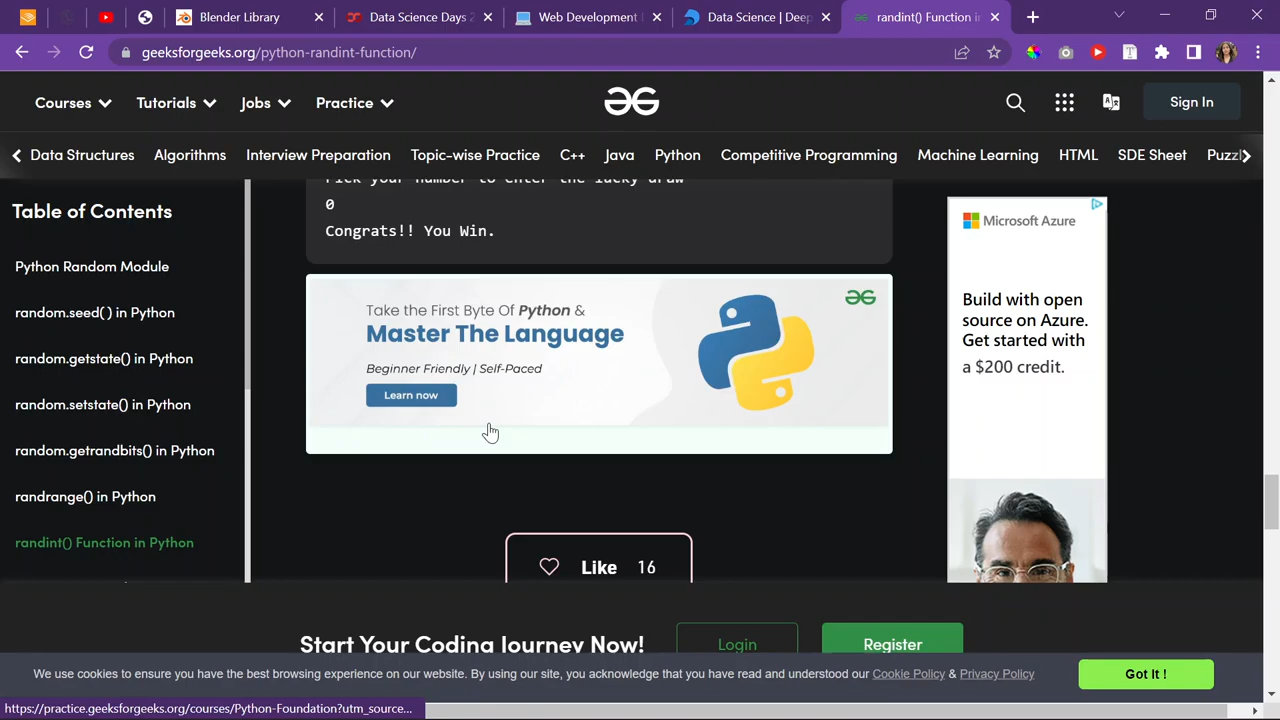 Blender Library
Data Science Days 2
Web Development
Data Science | Deep
randint() Function in
geeksforgeeks.org/python-randint-function/
Courses
Tutorials
Jobs
Practice
Sign In
Data Structures
Algorithms
Interview Preparation
Topic-wise Practice
C++
Java
Python
Competitive Programming
Machine Learning
HTML
SDE Sheet
Puzzl
Table of Contents
Python Random Module
random.seed( ) in Python
random.getstate() in Python
random.setstate() in Python
random.getrandbits() in Python
randrange() in Python
randint() Function in Python
Pick your number to enter the lucky draw
0
Congrats!! You Win.
Take the First Byte Of Python &
Master The Language
Beginner Friendly | Self-Paced
Learn now
Like 16
Microsoft Azure
Build with open
source on Azure.
Get started with
a $200 credit.
Start Your Coding Journey Now!
Login
Register
We use cookies to ensure you have the best browsing experience on our website. By using our site, you acknowledge that you have read and understood our Cookie Policy & Privacy Policy
Got It !
https://practice.geeksforgeeks.org/courses/Python-Foundation?utm_source...